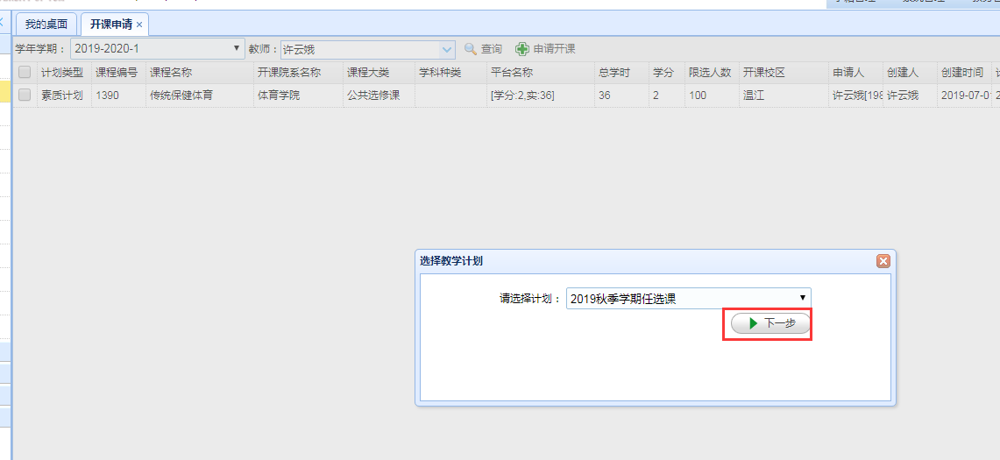 我的桌面 开课申请 ×
学年学期： 2019-2020-1 教师： 许云娥 查询 申请开课
计划类型 课程编号 课程名称 开课院系名称 课程大类 学科种类 平台名称 总学时 学分 限选人数 开课校区 申请人 创建人 创建时间
素质计划 1390 传统保健体育 体育学院 公共选修课 [学分:2,实:36] 36 2 100 温江 许云娥[198 许云娥 2019-07-01
选择教学计划
请选择计划： 2019秋季学期任选课
下一步